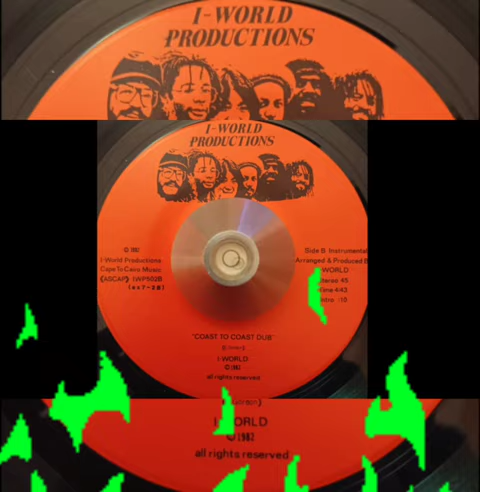 I-WORLD
PRODUCTIONS
I-WORLD
PRODUCTIONS
© 1982
I-World Productions
Cape To Cairo Music
(ASCAP) IWP502B
Side B Instrumental
Arranged & Produced B
WORLD
Stereo 45
Time 4:43
Intro :15
"COAST TO COAST DUB"
I WORLD
© 1982
all rights reserved
I WORLD
© 1982
all rights reserved